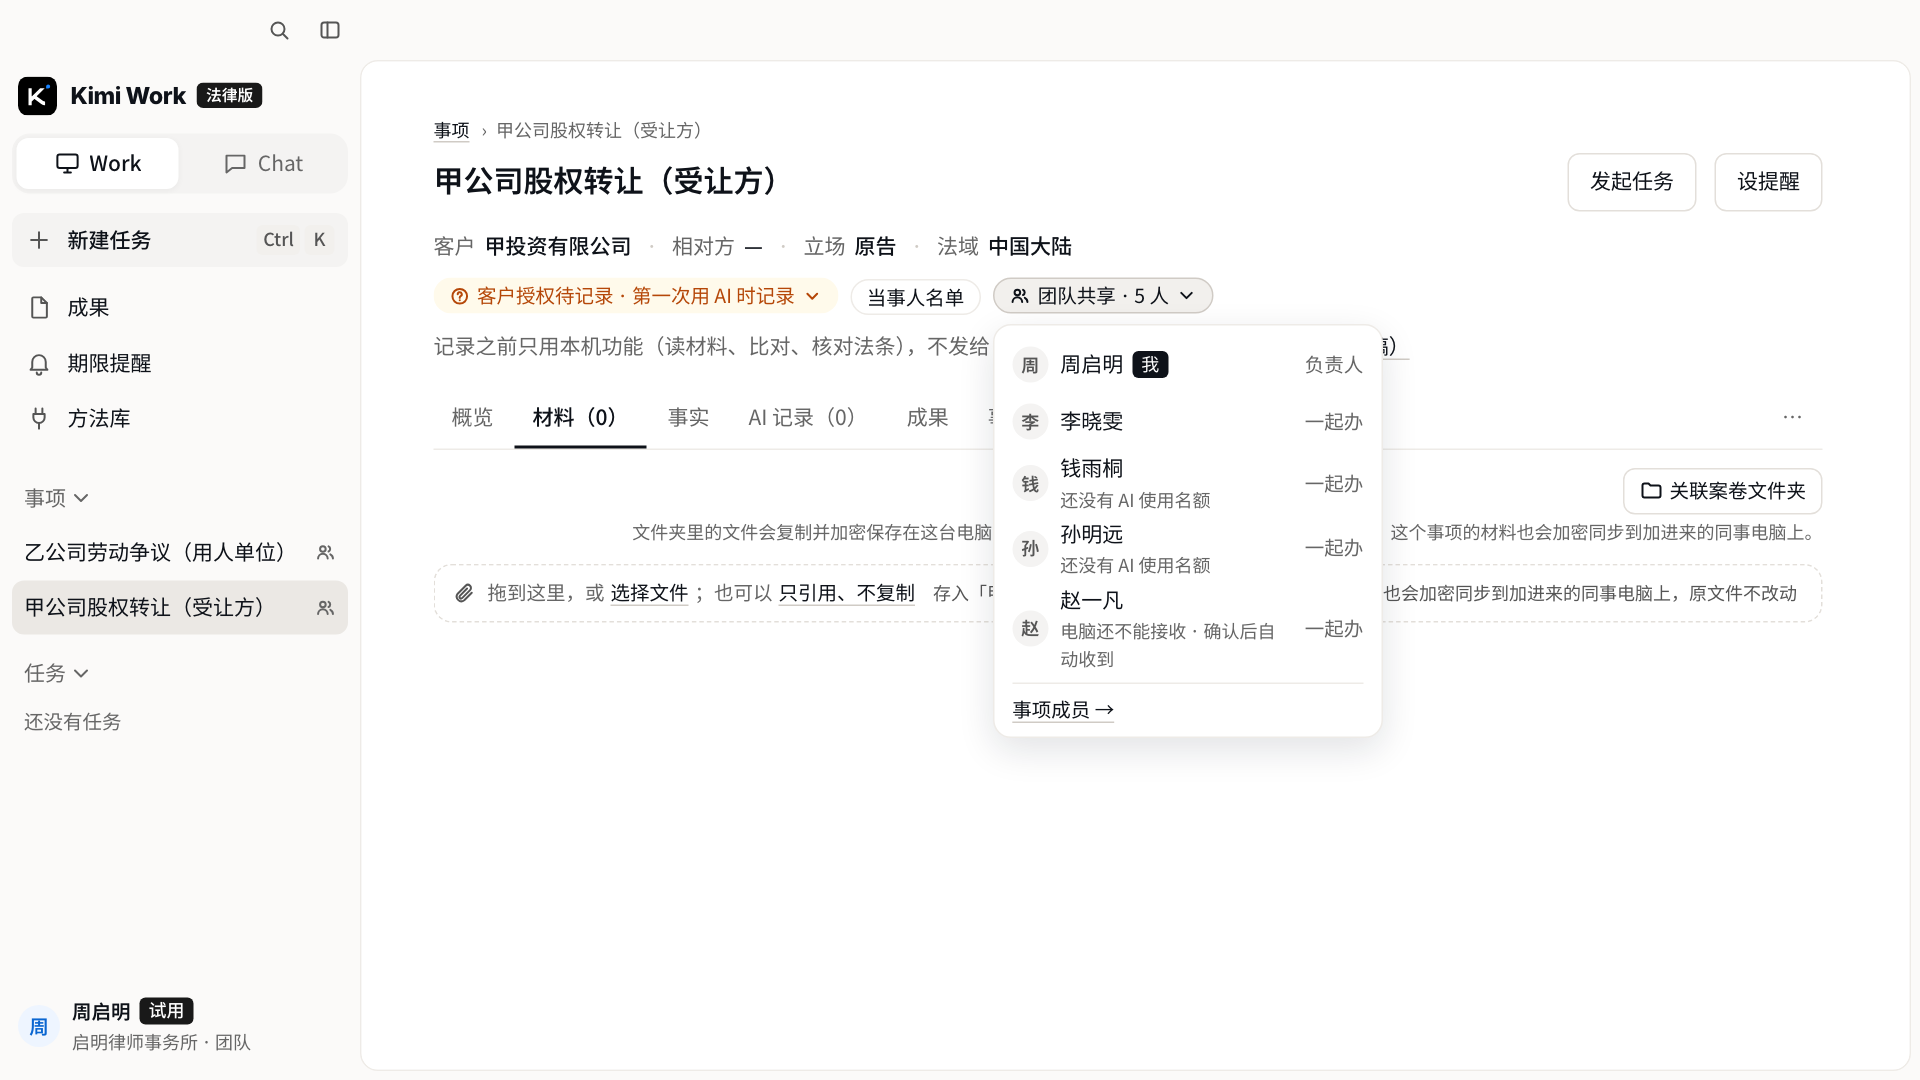 Kimi Work 法律版
Work
Chat
新建任务 Ctrl K
成果
期限提醒
方法库
事项
乙公司劳动争议（用人单位）
甲公司股权转让（受让方）
任务
还没有任务
周
周启明 试用
启明律师事务所 · 团队
事项 › 甲公司股权转让（受让方）
甲公司股权转让（受让方）
发起任务
设提醒
客户 甲投资有限公司 · 相对方 — · 立场 原告 · 法域 中国大陆
客户授权待记录 · 第一次用 AI 时记录
当事人名单
团队共享 · 5 人
记录之前只用本机功能（读材料、比对、核对法条），不发给
概览
材料（0）
事实
AI 记录（0）
成果
···
关联案卷文件夹
文件夹里的文件会复制并加密保存在这台电脑
这个事项的材料也会加密同步到加进来的同事电脑上。
拖到这里，或 选择文件 ；也可以 只引用、不复制 存入「
也会加密同步到加进来的同事电脑上，原文件不改动
周 周启明 我 负责人
李 李晓雯 一起办
钱 钱雨桐 一起办
还没有 AI 使用名额
孙 孙明远 一起办
还没有 AI 使用名额
赵 赵一凡 一起办
电脑还不能接收 · 确认后自
动收到
事项成员 →